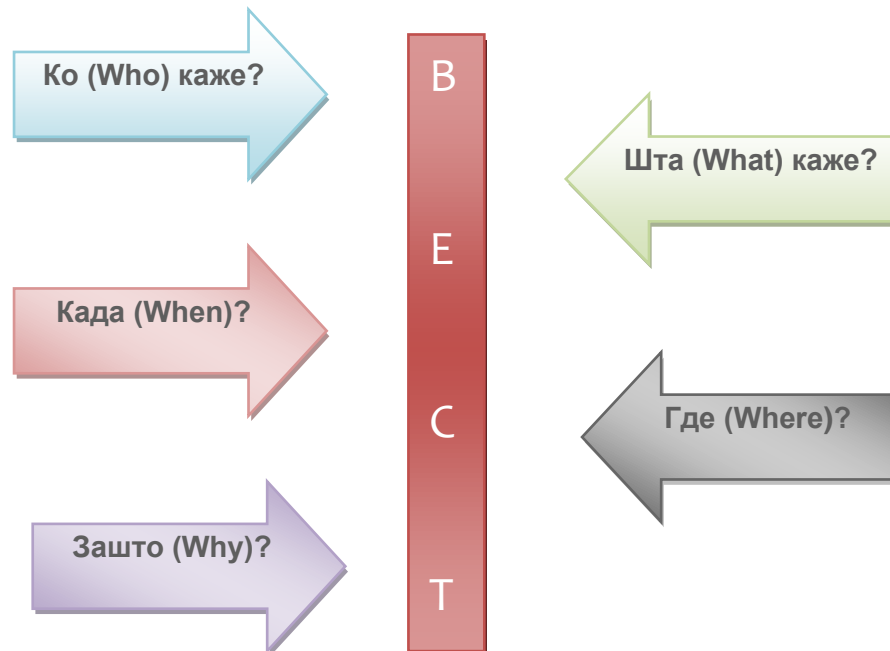 Ко (Who) каже?
В
Шта (What) каже?
Е
Када (When)?
С
Где (Where)?
Зашто (Why)?
Т